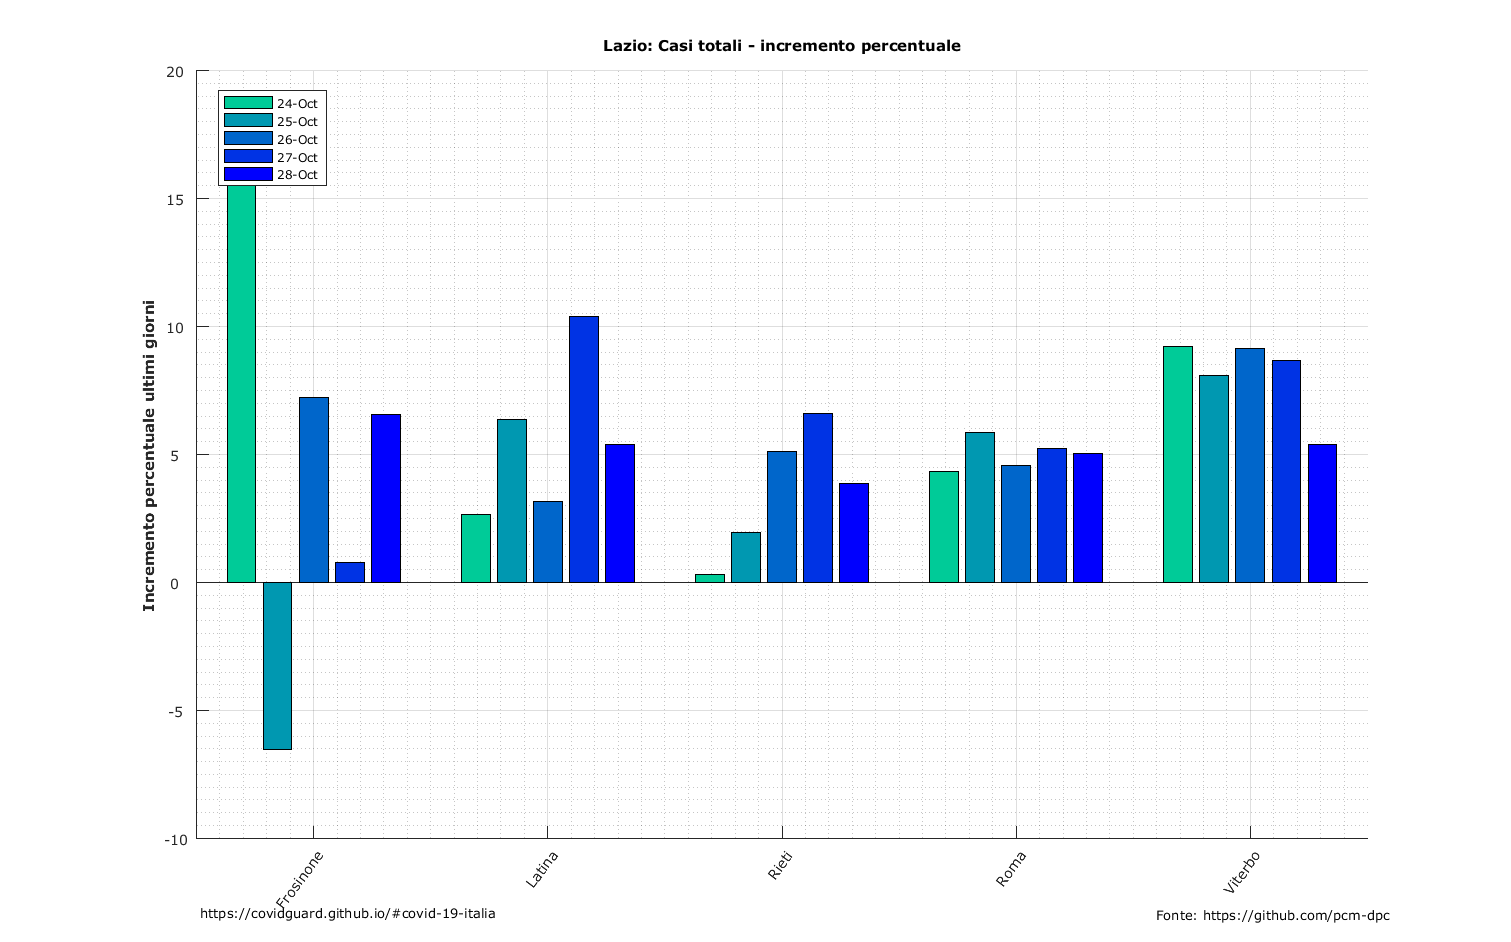 Lazio: Casi totali - incremento percentuale
Incremento percentuale ultimi giorni
20
15
10
5
0
-5
-10
24-Oct
25-Oct
26-Oct
27-Oct
28-Oct
Frosinone
Latina
Rieti
Roma
Viterbo
https://covidguard.github.io/#covid-19-italia
Fonte: https://github.com/pcm-dpc